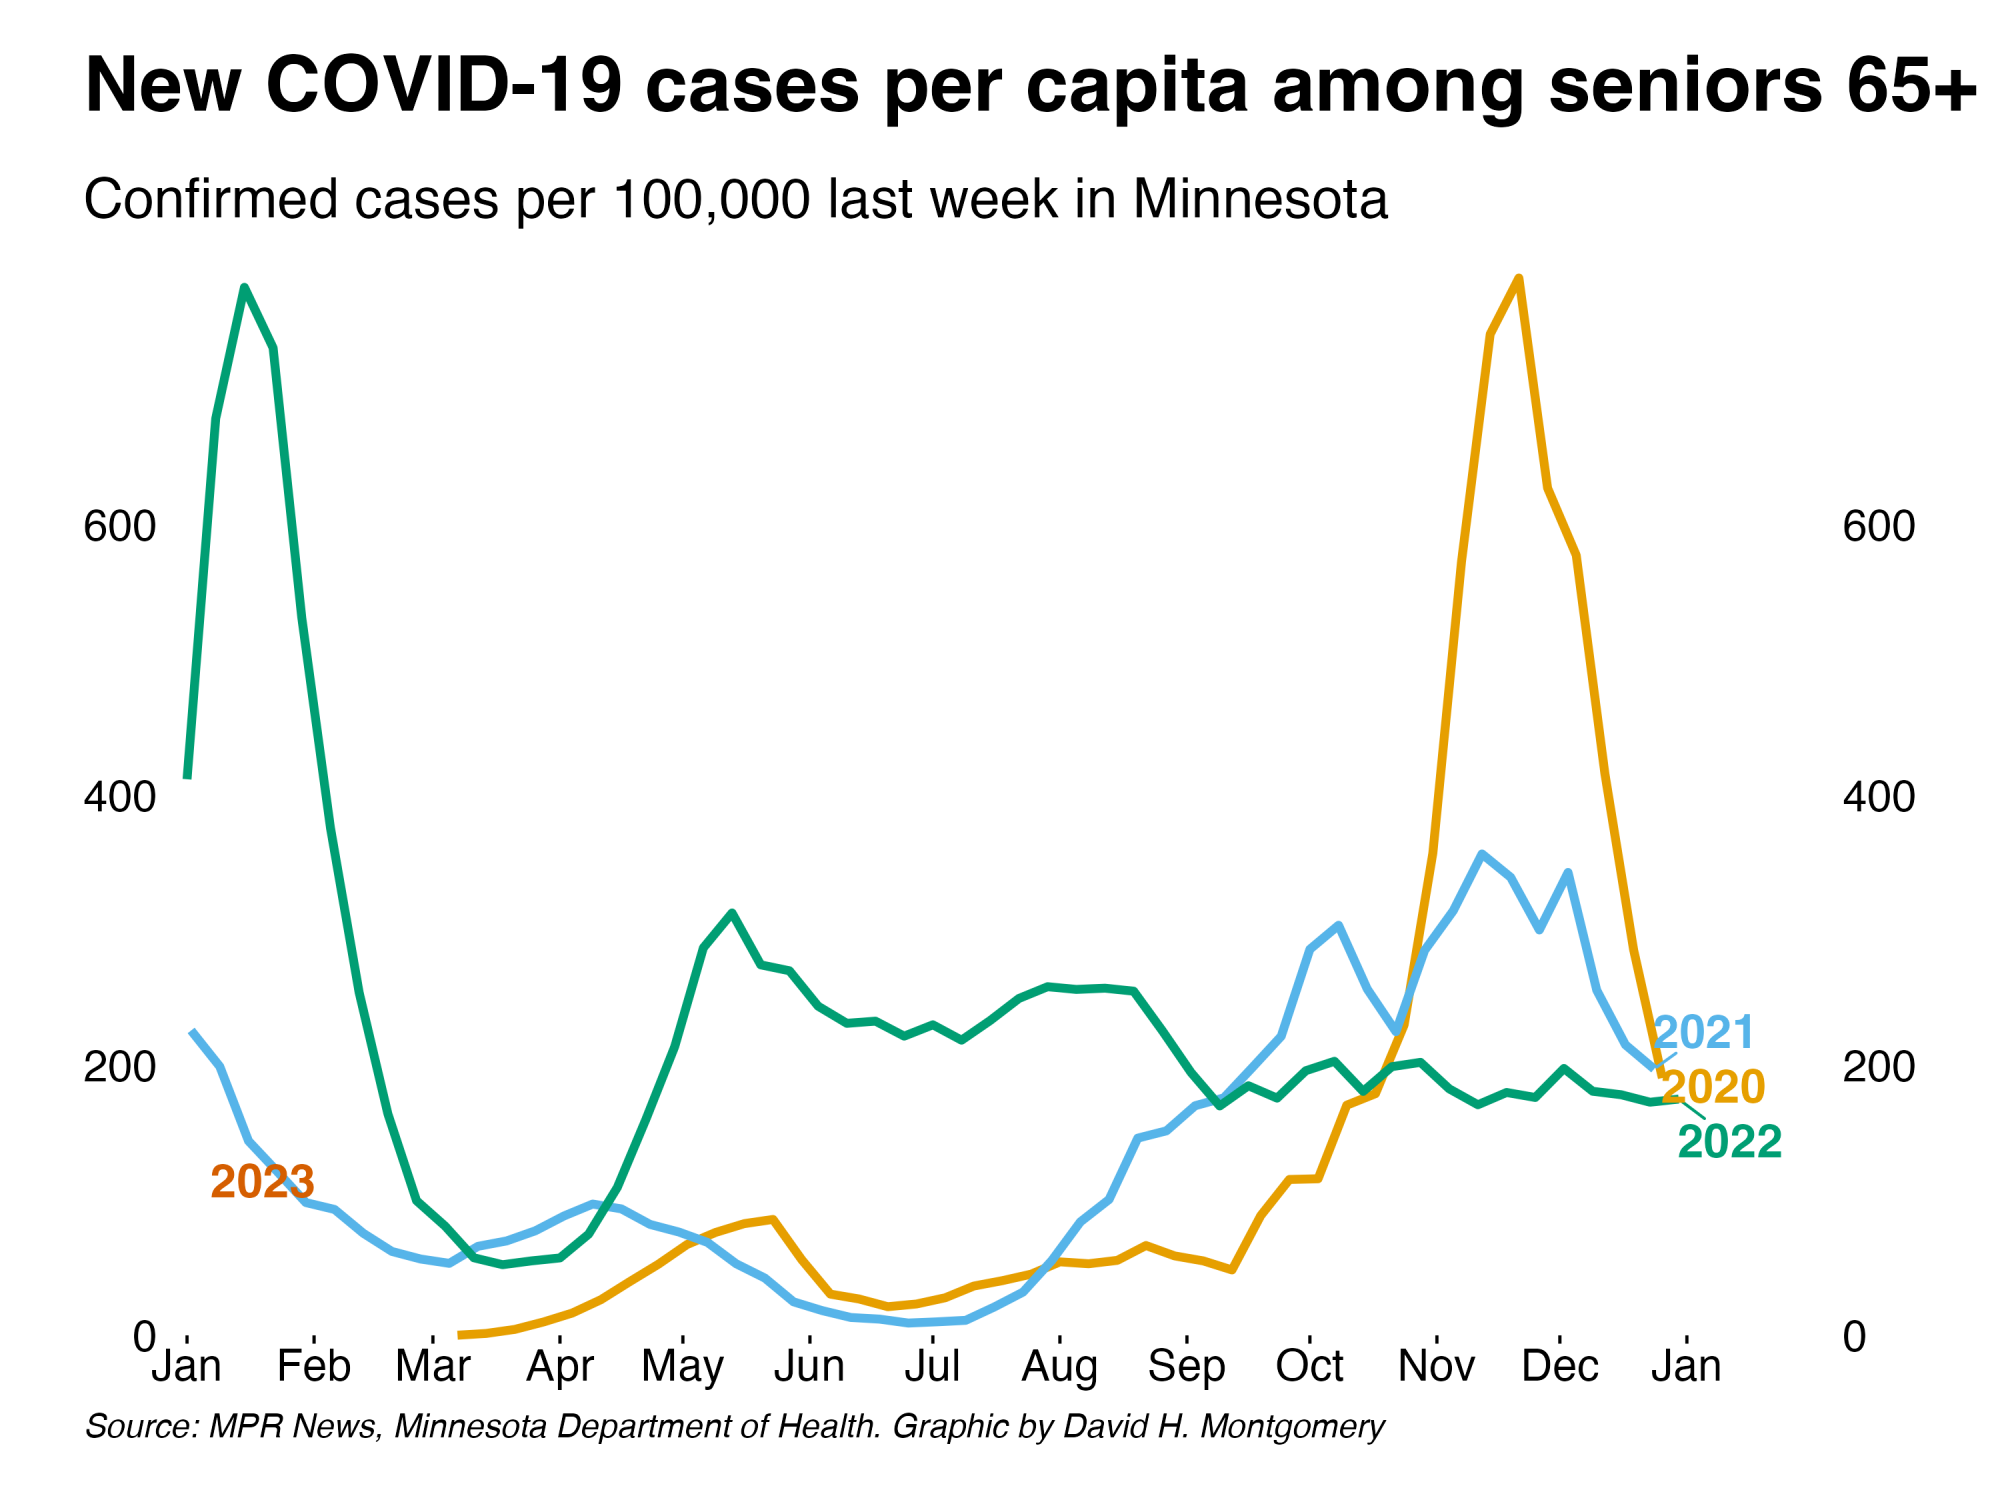 New COVID-19 cases per capita among seniors 65+
Confirmed cases per 100,000 last week in Minnesota
600 600
400 400
2021
200 200
2020
2022
2023
0 0
Jan Feb Mar Apr May Jun Jul Aug Sep Oct Nov Dec Jan
Source: MPR News, Minnesota Department of Health. Graphic by David H. Montgomery